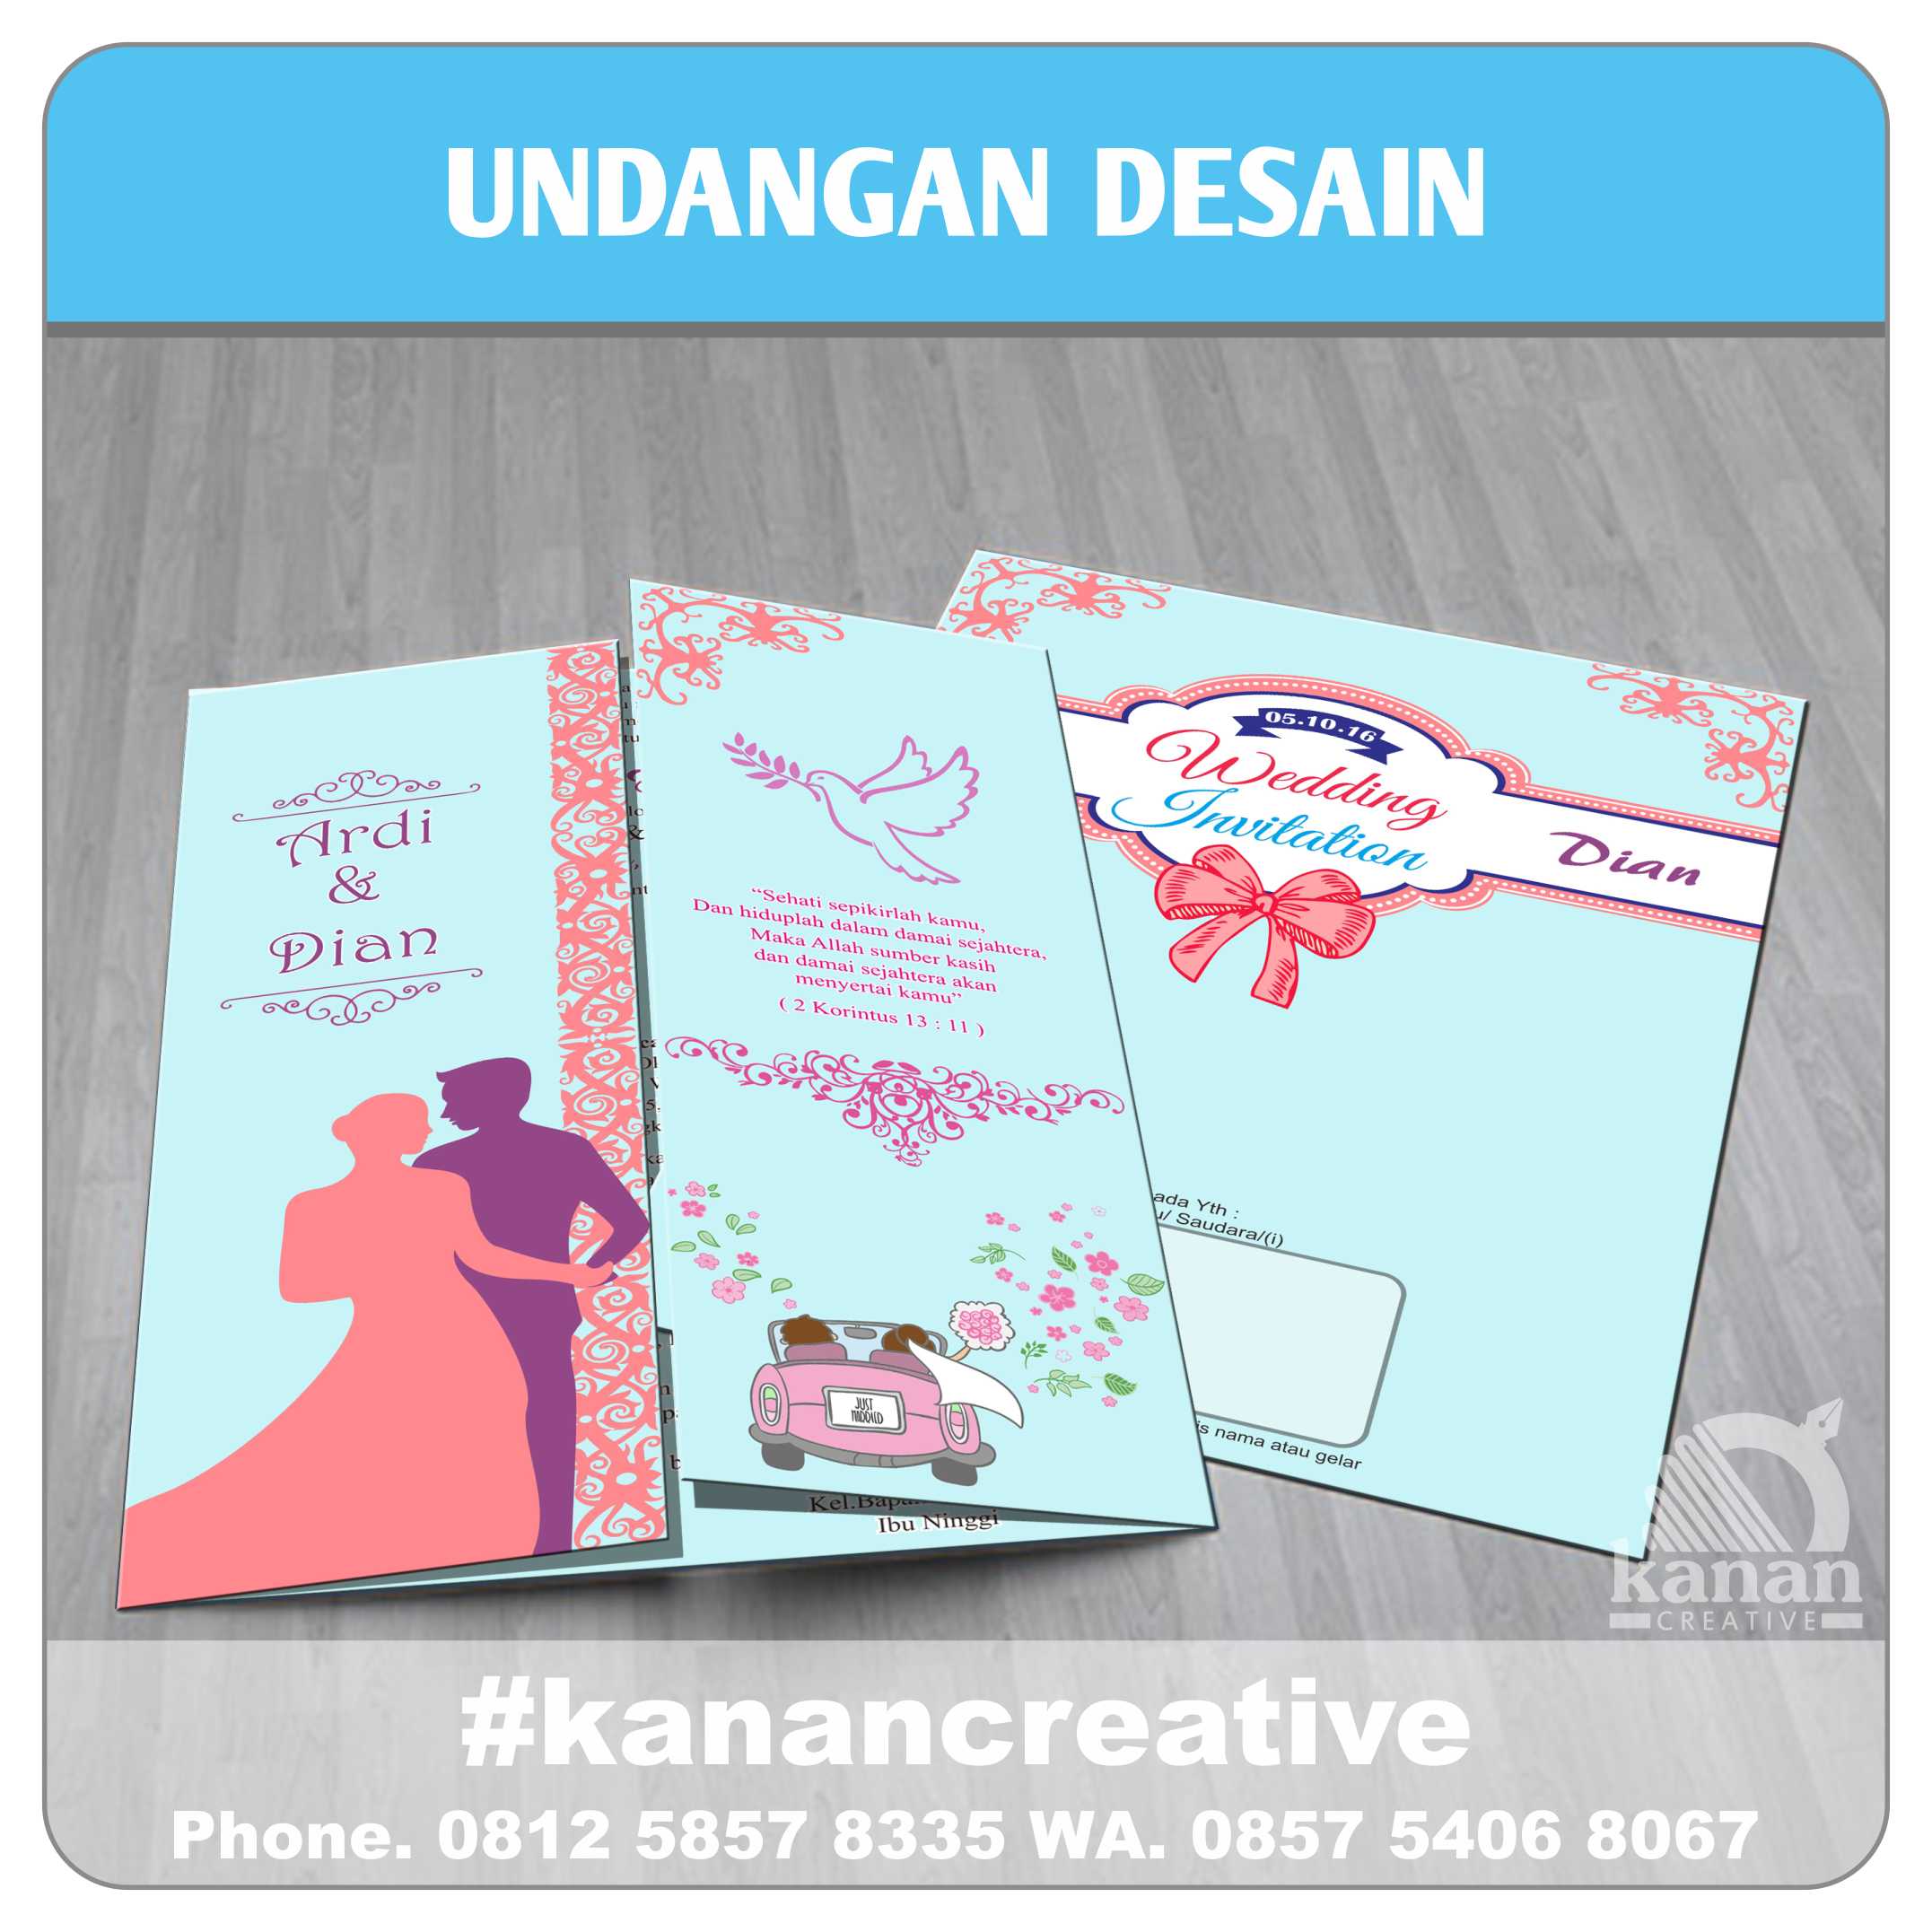 UNDANGAN DESAIN
Ardi
&
Dian
“Sehati sepikirlah kamu,
Dan hiduplah dalam damai sejahtera,
Maka Allah sumber kasih
dan damai sejahtera akan
menyertai kamu”
( 2 Korintus 13 : 11 )
JUST
MARRIED
Ibu Ninggi
05.10.16
Wedding
Invitation
Dian
Yth :
Saudara/(i)
nama atau gelar
kanan
CREATIVE
#kanancreative
Phone. 0812 5857 8335 WA. 0857 5406 8067